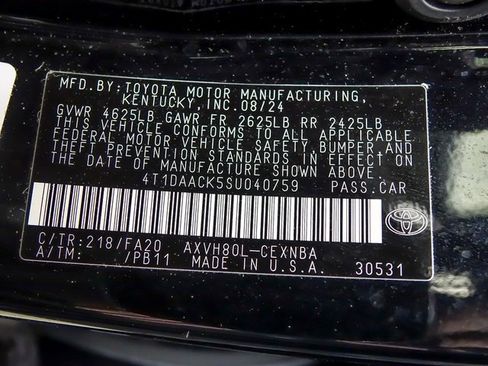 MFD.BY:TOYOTA MOTOR MANUFACTURING,
KENTUCKY,INC.08/24
GVWR 4625LB GAWR FR 2625LB RR 2425LB
THIS VEHICLE CONFORMS TO ALL APPLICABLE
FEDERAL MOTOR VEHICLE SAFETY, BUMPER, AND
THEFT PREVENTION STANDARDS IN EFFECT ON
THE DATE OF MANUFACTURE SHOWN ABOVE.
4T1DAACK5SU040759 PASS.CAR
C/TR:218/FA20 AXVH80L-CEXNBA
A/TM: /PB11 MADE IN U.S.A. 30531